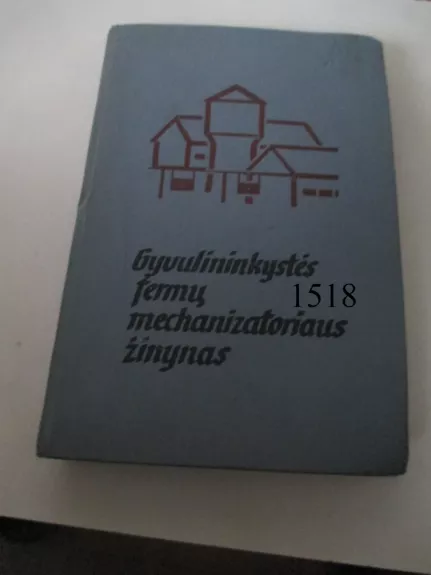 Gyvulininkystės
fermų
1518
mechanizatoriaus
žinynas